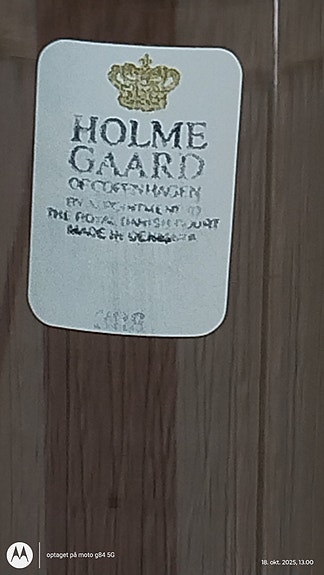 HOLME
GAARD
OF COPENHAGEN
BY APPOINTMENT TO
THE ROYAL DANISH COURT
MADE IN DENMARK
optaget på moto g84 5G
18. okt. 2025, 13.00